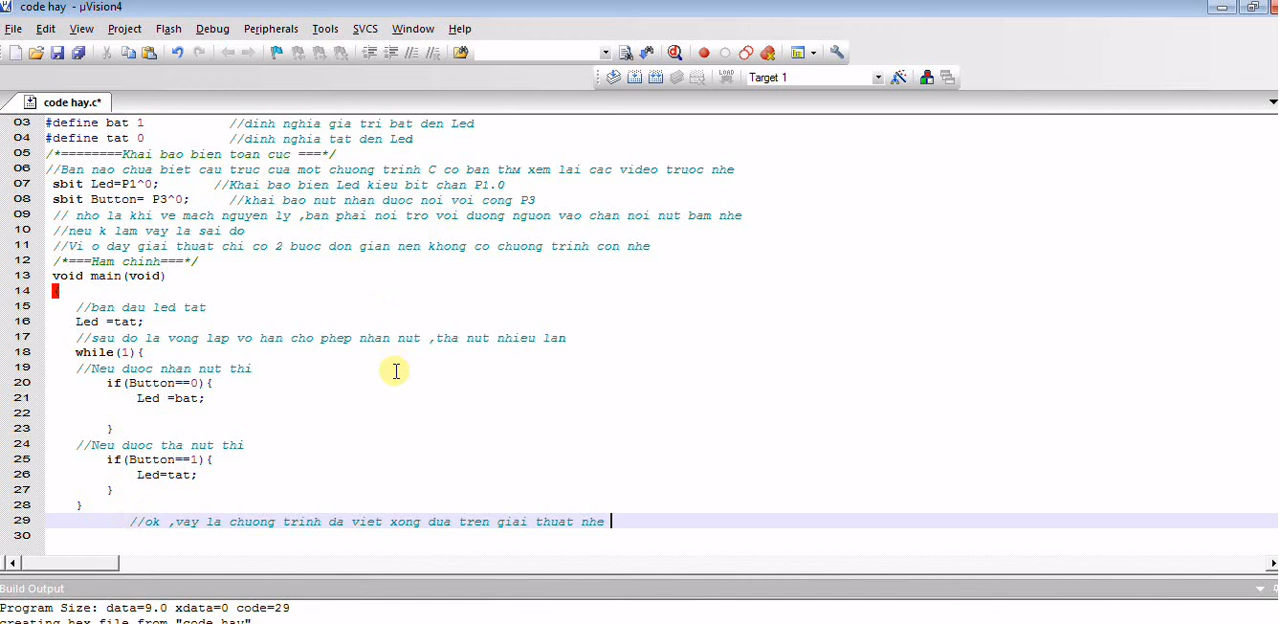 code hay - µVision4
File Edit View Project Flash Debug Peripherals Tools SVCS Window Help
LOAD Target 1
code hay.c*
03 #define bat 1 //dinh nghia gia tri bat den Led
04 #define tat 0 //dinh nghia tat den Led
05 /*========Khai bao bien toan cuc ===*/
06 //Ban nao chua biet cau truc cua mot chuong trinh C co ban thm xem lai cac video truoc nhe
07 sbit Led=P1^0; //Khai bao bien Led kieu bit chan P1.0
08 sbit Button= P3^0; //khai bao nut nhan duoc noi voi cong P3
09 // nho la khi ve mach nguyen ly ,ban phai noi tro voi duong nguon vao chan noi nut bam nhe
10 //neu k lam vay la sai do
11 //Vi o day giai thuat chi co 2 buoc don gian nen khong co chuong trinh con nhe
12 /*===Ham chinh===*/
13 void main(void)
14
15 //ban dau led tat
16 Led =tat;
17 //sau do la vong lap vo han cho phep nhan nut ,tha nut nhieu lan
18 while(1){
19 //Neu duoc nhan nut thi
20 if(Button==0){
21 Led =bat;
22
23 }
24 //Neu duoc tha nut thi
25 if(Button==1){
26 Led=tat;
27 }
28 }
29 //ok ,vay la chuong trinh da viet xong dua tren giai thuat nhe
30
Build Output
Program Size: data=9.0 xdata=0 code=29
creating hex file from "code hay"